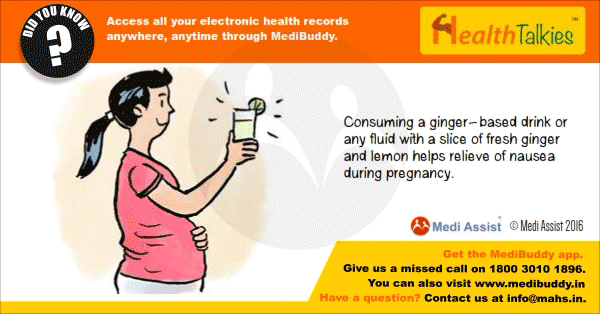 DID YOU KNOW
?
Access all your electronic health records
anywhere, anytime through MediBuddy.
HealthTalkies™
Consuming a ginger-based drink or
any fluid with a slice of fresh ginger
and lemon helps relieve of nausea
during pregnancy.
Medi Assist® © Medi Assist 2016
Get the MediBuddy app.
Give us a missed call on 1800 3010 1896.
You can also visit www.medibuddy.in
Have a question? Contact us at info@mahs.in.